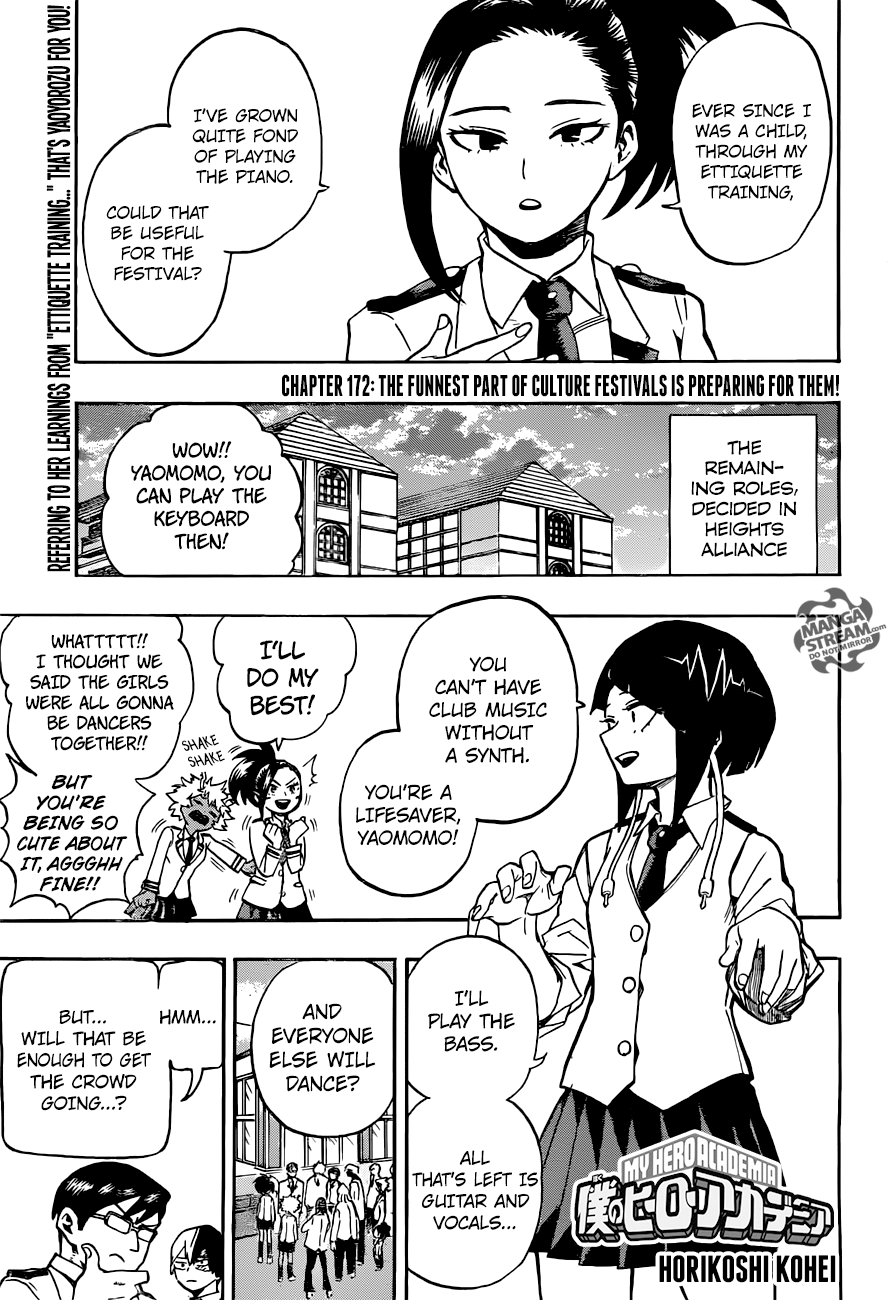 REFERRING TO HER LEARNINGS FROM "ETTIQUETTE TRAINING..." THAT'S YAOYOROZU FOR YOU!
EVER SINCE I
WAS A CHILD,
THROUGH MY
ETTIQUETTE
TRAINING,
I'VE GROWN
QUITE FOND
OF PLAYING
THE PIANO.
COULD THAT
BE USEFUL
FOR THE
FESTIVAL?
CHAPTER 172: THE FUNNEST PART OF CULTURE FESTIVALS IS PREPARING FOR THEM!
THE
REMAIN-
ING ROLES,
DECIDED IN
HEIGHTS
ALLIANCE
WOW!!
YAOMOMO, YOU
CAN PLAY THE
KEYBOARD
THEN!
MANGA
STREAM.com
DO NOT MIRROR
YOU
CAN'T HAVE
CLUB MUSIC
WITHOUT
A SYNTH.
YOU'RE A
LIFESAVER,
YAOMOMO!
I'LL
DO MY
BEST!
SHAKE
SHAKE
WHATTTTT!!
I THOUGHT WE
SAID THE GIRLS
WERE ALL GONNA
BE DANCERS
TOGETHER!!
BUT
YOU'RE
BEING SO
CUTE ABOUT
IT, AGGGHH
FINE!!
I'LL
PLAY THE
BASS.
ALL
THAT'S LEFT IS
GUITAR AND
VOCALS...
AND
EVERYONE
ELSE WILL
DANCE?
HMM...
BUT...
WILL THAT BE
ENOUGH TO GET
THE CROWD
GOING...?
MY HERO ACADEMIA
僕のヒーローアカデミア
HORIKOSHI KOHEI